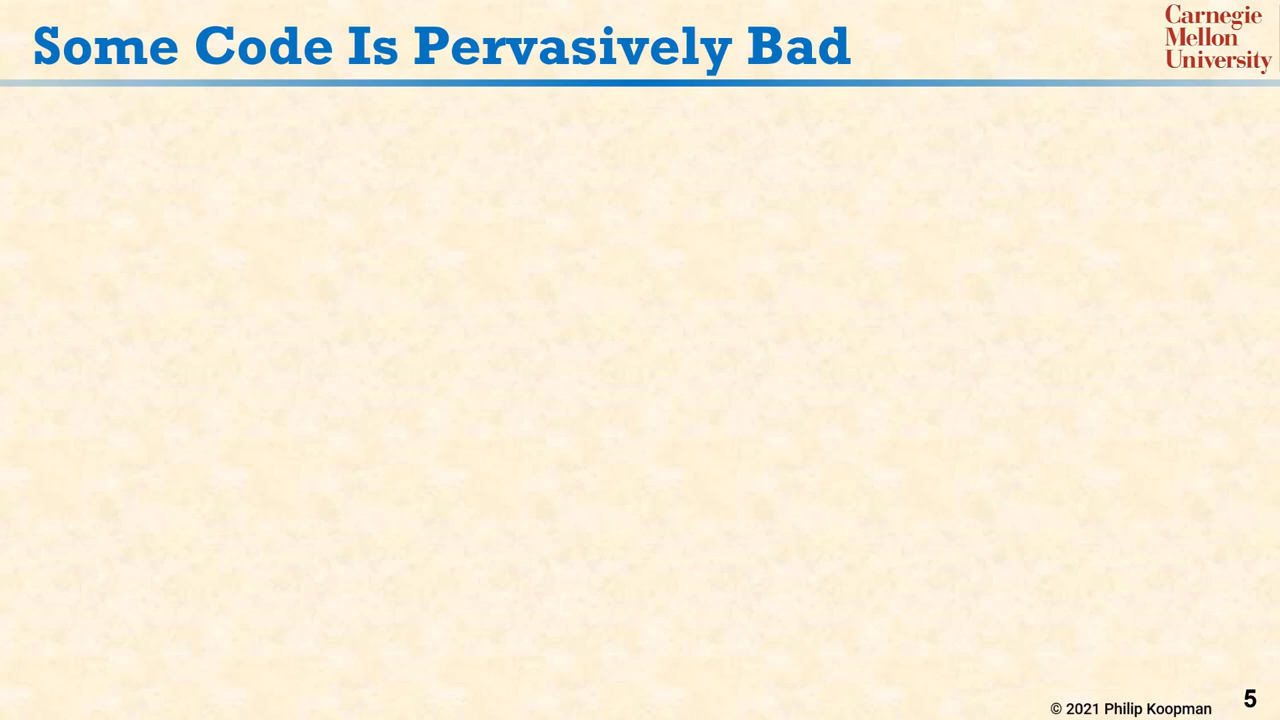 Some Code Is Pervasively Bad
Carnegie
Mellon
University
© 2021 Philip Koopman
5